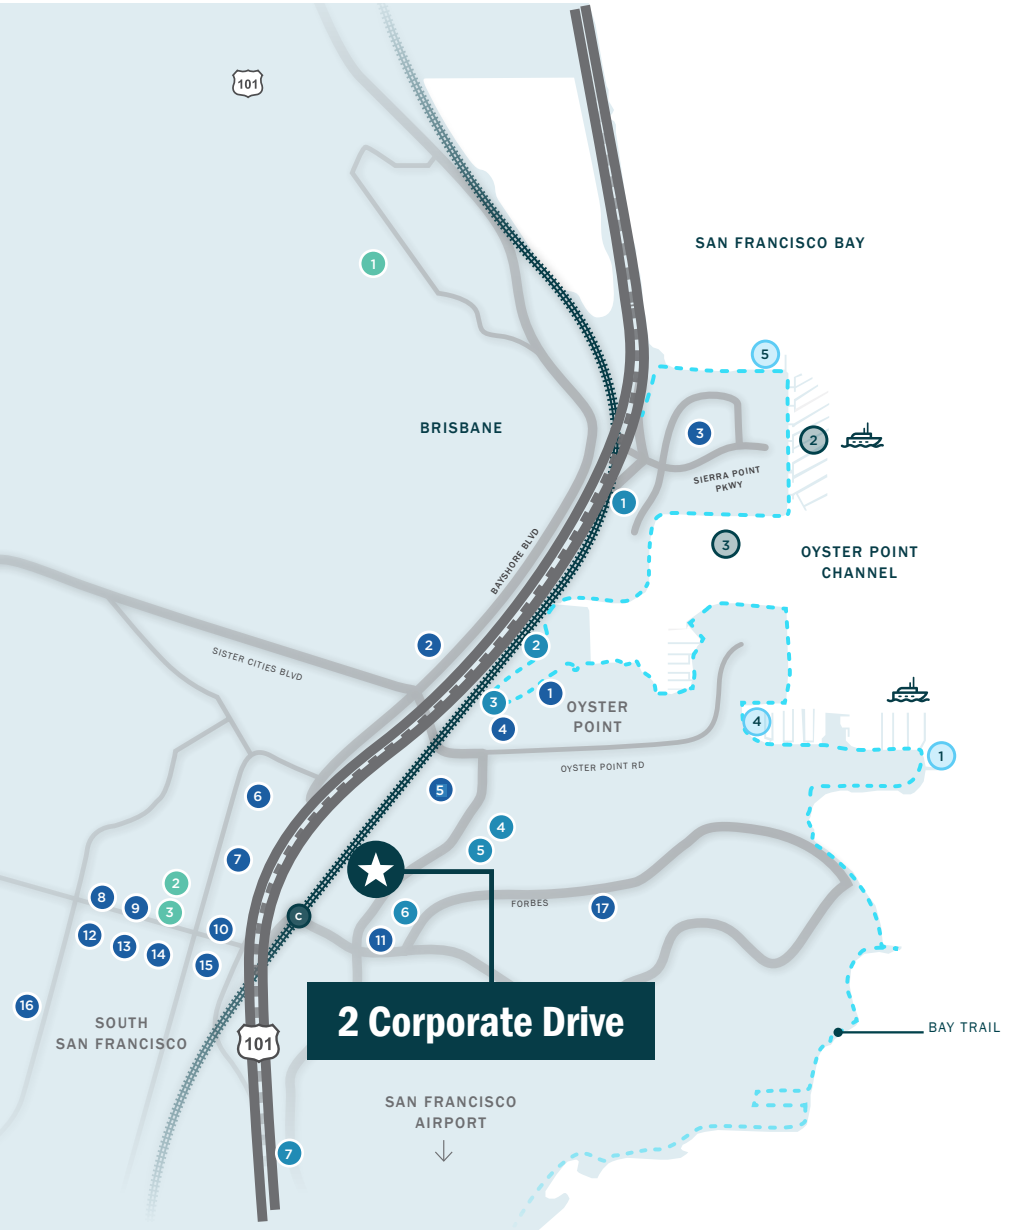 101
SAN FRANCISCO BAY
1
5
BRISBANE
3
2
SIERRA POINT
PKWY
1
3
OYSTER POINT
CHANNEL
BAYSHORE BLVD
2
2
SISTER CITIES BLVD
1
3
OYSTER
POINT
4
4
1
OYSTER POINT RD
5
6
4
5
7
2
8
9
3
6
FORBES
17
C
10
11
12
13
14
15
16
2 Corporate Drive
SOUTH
SAN FRANCISCO
101
BAY TRAIL
SAN FRANCISCO
AIRPORT
7